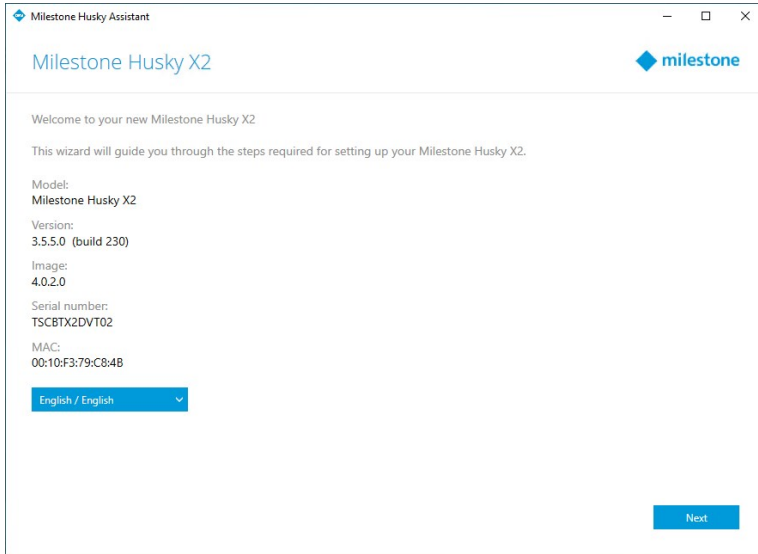 Milestone Husky Assistant
Milestone Husky X2
milestone
Welcome to your new Milestone Husky X2
This wizard will guide you through the steps required for setting up your Milestone Husky X2.
Model:
Milestone Husky X2
Version:
3.5.5.0  (build 230)
Image:
4.0.2.0
Serial number:
TSCBTX2DVT02
MAC:
00:10:F3:79:C8:4B
English / English
Next